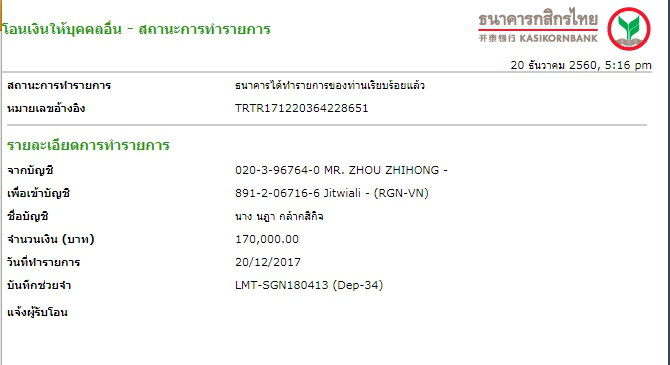 ธนาคารกสิกรไทย
开泰银行 KASIKORNBANK
โอนเงินให้บุคคลอื่น - สถานะการทำรายการ
20 ธันวาคม 2560, 5:16 pm
สถานะการทำรายการ ธนาคารได้ทำรายการของท่านเรียบร้อยแล้ว
หมายเลขอ้างอิง TRTR171220364228651
รายละเอียดการทำรายการ
จากบัญชี 020-3-96764-0 MR. ZHOU ZHIHONG -
เพื่อเข้าบัญชี 891-2-06716-6 Jitwiali - (RGN-VN)
ชื่อบัญชี นาง นฎา กล้ากสิกิจ
จำนวนเงิน (บาท) 170,000.00
วันที่ทำรายการ 20/12/2017
บันทึกช่วยจำ LMT-SGN180413 (Dep-34)
แจ้งผู้รับโอน